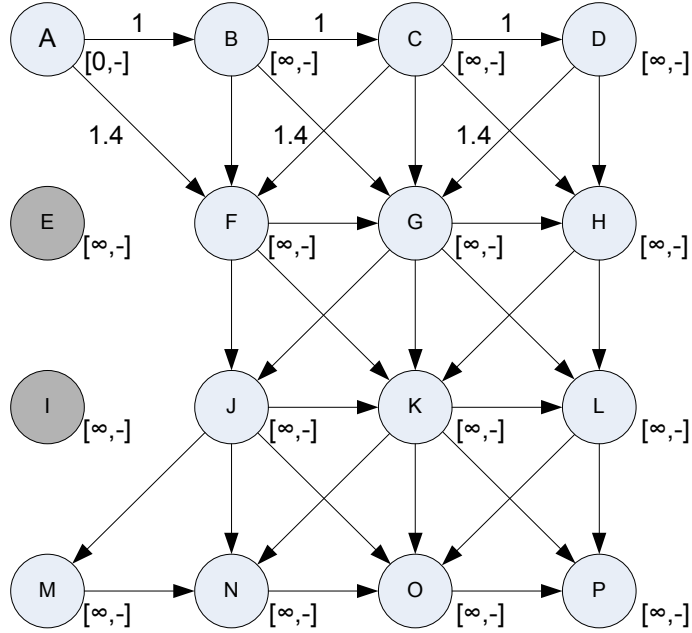 1 1 1
A B C D
[0,-] [∞,-] [∞,-] [∞,-]
1.4 1.4 1.4
E F G H
[∞,-] [∞,-] [∞,-] [∞,-]
I J K L
[∞,-] [∞,-] [∞,-] [∞,-]
M N O P
[∞,-] [∞,-] [∞,-] [∞,-]